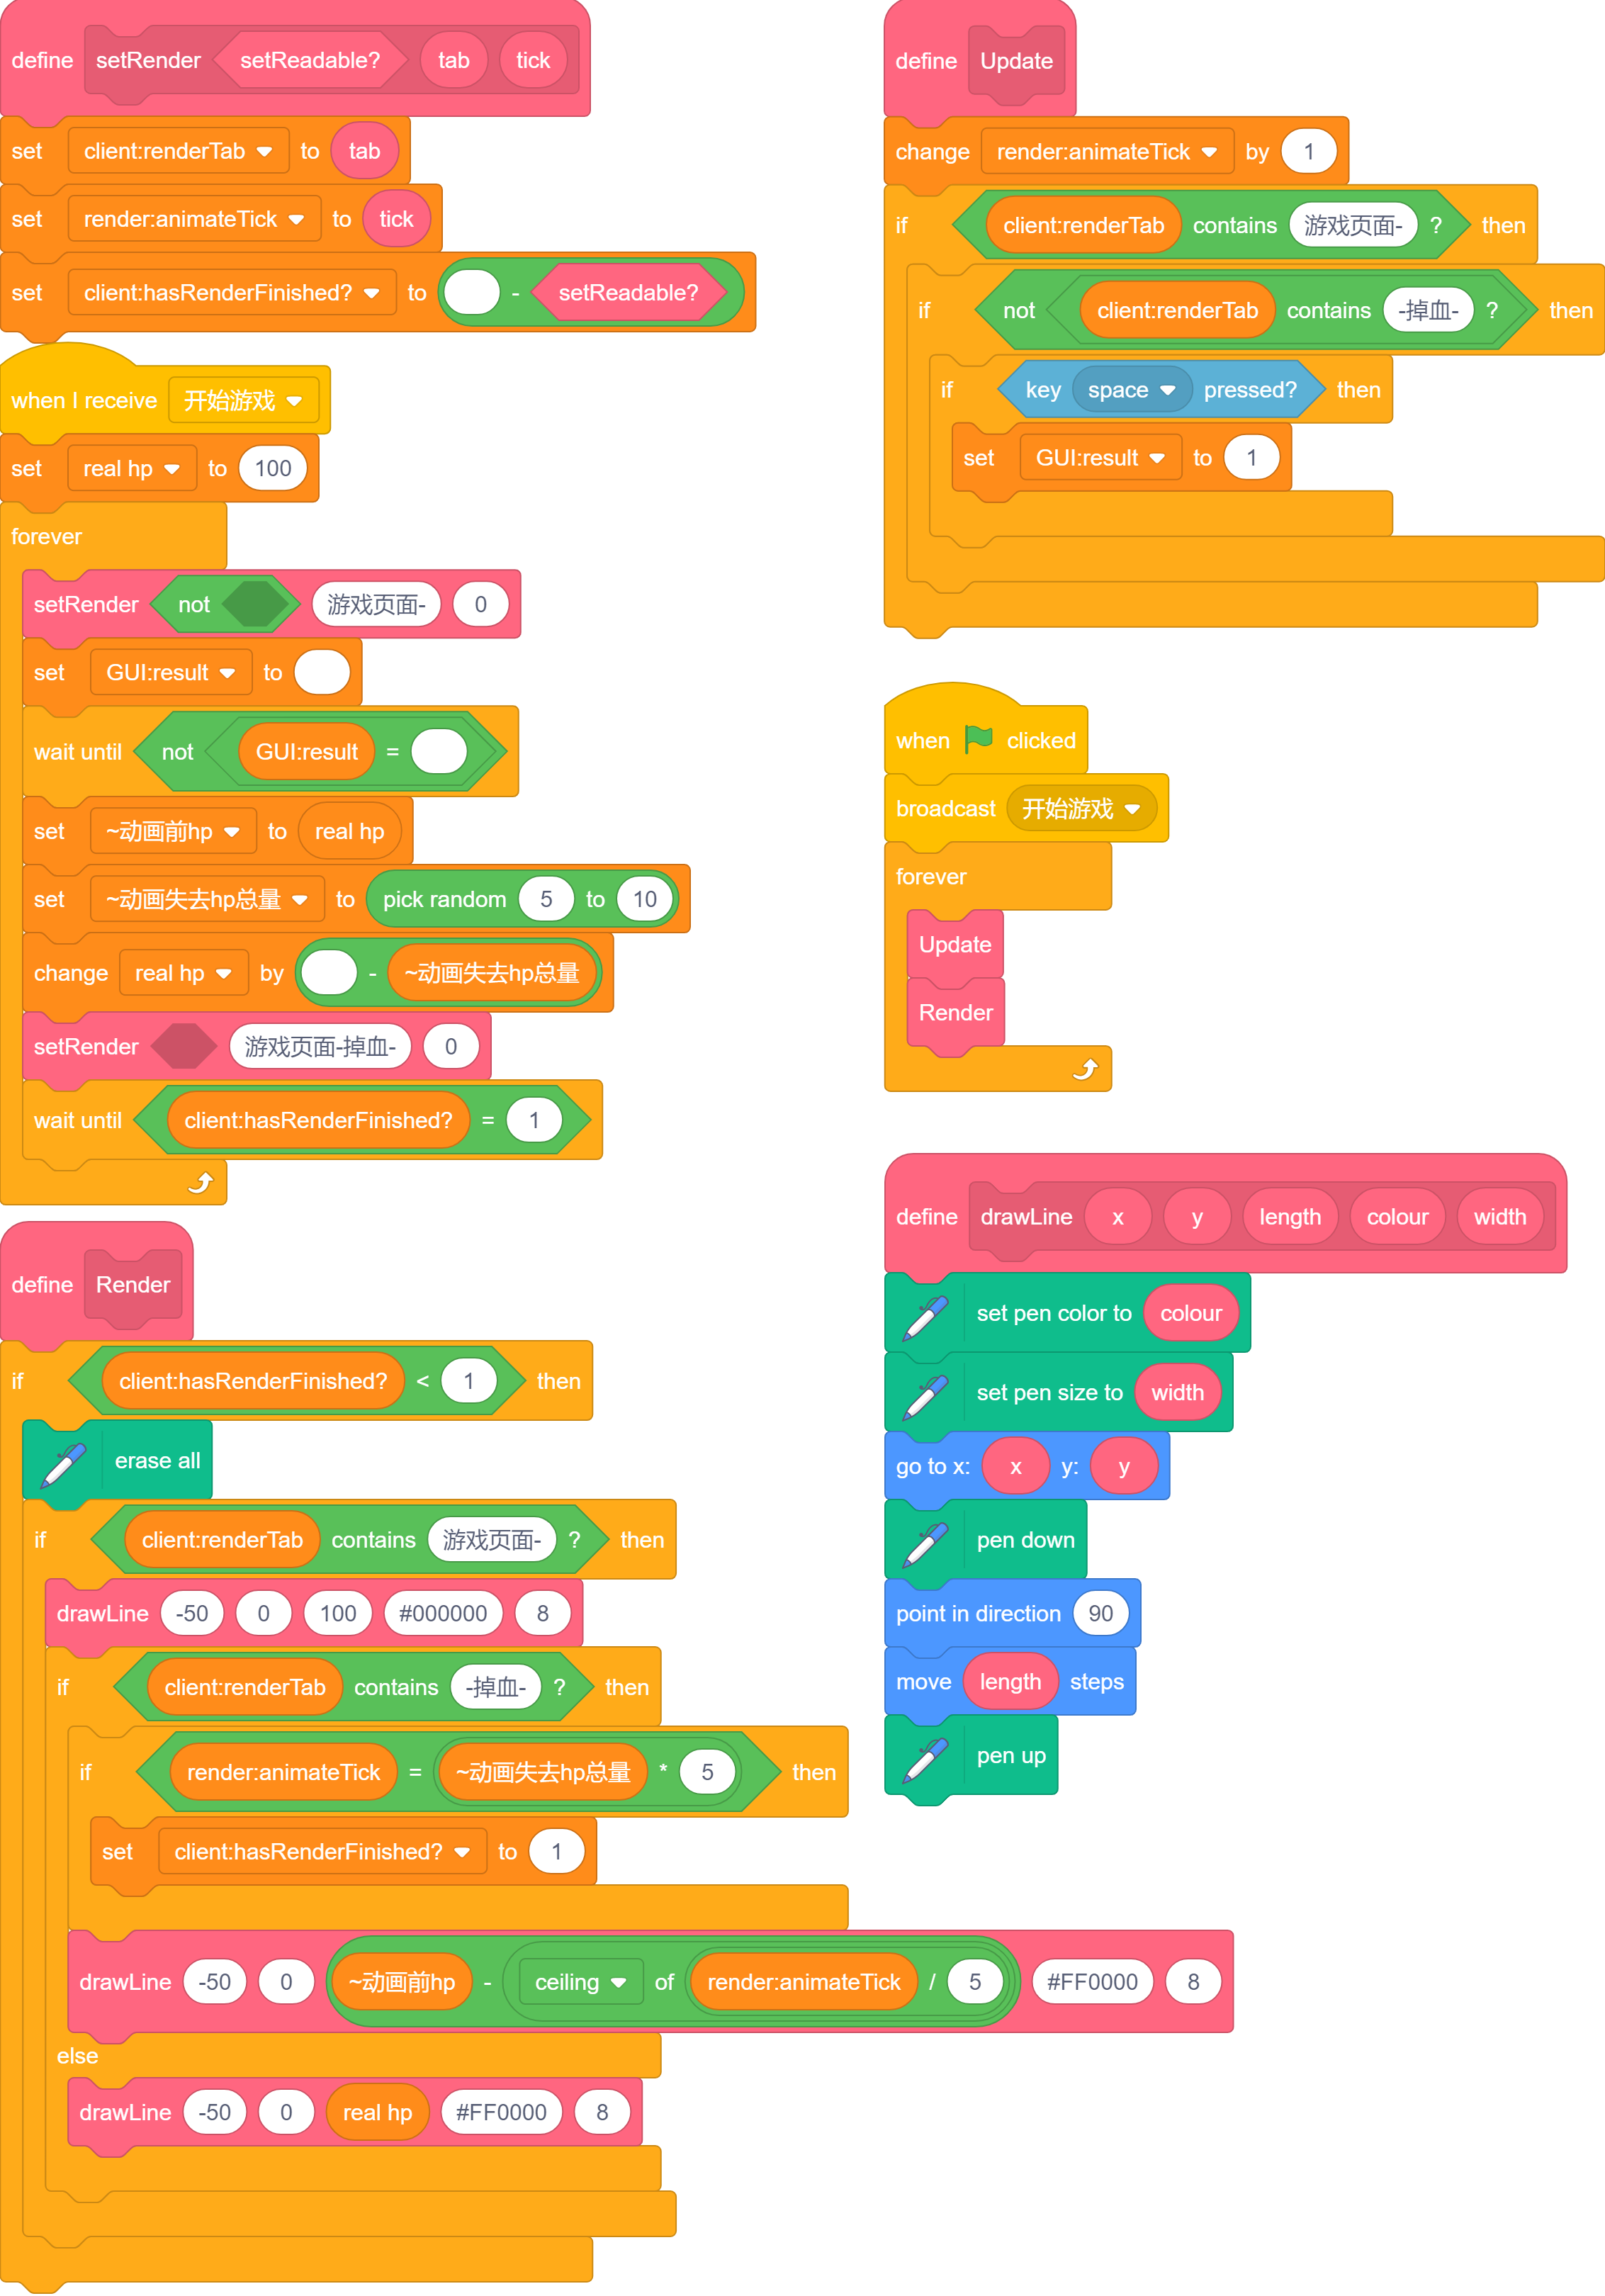 define setRender setReadable? tab tick
set client:renderTab to tab
set render:animateTick to tick
set client:hasRenderFinished? to - setReadable?
when I receive 开始游戏
set real hp to 100
forever
setRender not 游戏页面- 0
set GUI:result to
wait until not GUI:result =
set ~动画前hp to real hp
set ~动画失去hp总量 to pick random 5 to 10
change real hp by - ~动画失去hp总量
setRender 游戏页面-掉血- 0
wait until client:hasRenderFinished? = 1
define Render
if client:hasRenderFinished? < 1 then
erase all
if client:renderTab contains 游戏页面- ? then
drawLine -50 0 100 #000000 8
if client:renderTab contains -掉血- ? then
if render:animateTick = ~动画失去hp总量 * 5 then
set client:hasRenderFinished? to 1
drawLine -50 0 ~动画前hp - ceiling of render:animateTick / 5 #FF0000 8
else
drawLine -50 0 real hp #FF0000 8
define Update
change render:animateTick by 1
if client:renderTab contains 游戏页面- ? then
if not client:renderTab contains -掉血- ? then
if key space pressed? then
set GUI:result to 1
when clicked
broadcast 开始游戏
forever
Update
Render
define drawLine x y length colour width
set pen color to colour
set pen size to width
go to x: x y: y
pen down
point in direction 90
move length steps
pen up